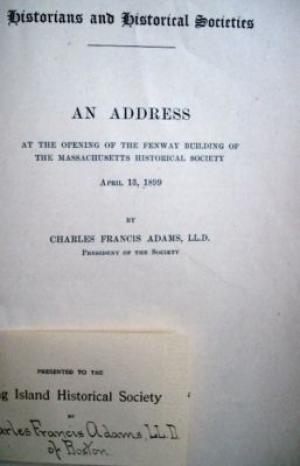 Historians and Historical Societies
AN ADDRESS
AT THE OPENING OF THE FENWAY BUILDING OF
THE MASSACHUSETTS HISTORICAL SOCIETY
APRIL 13, 1899
BY
CHARLES FRANCIS ADAMS, LL.D.
PRESIDENT OF THE SOCIETY
PRESENTED TO THE
g Island Historical Society
BY
arles Francis Adams, LL.D
of Boston